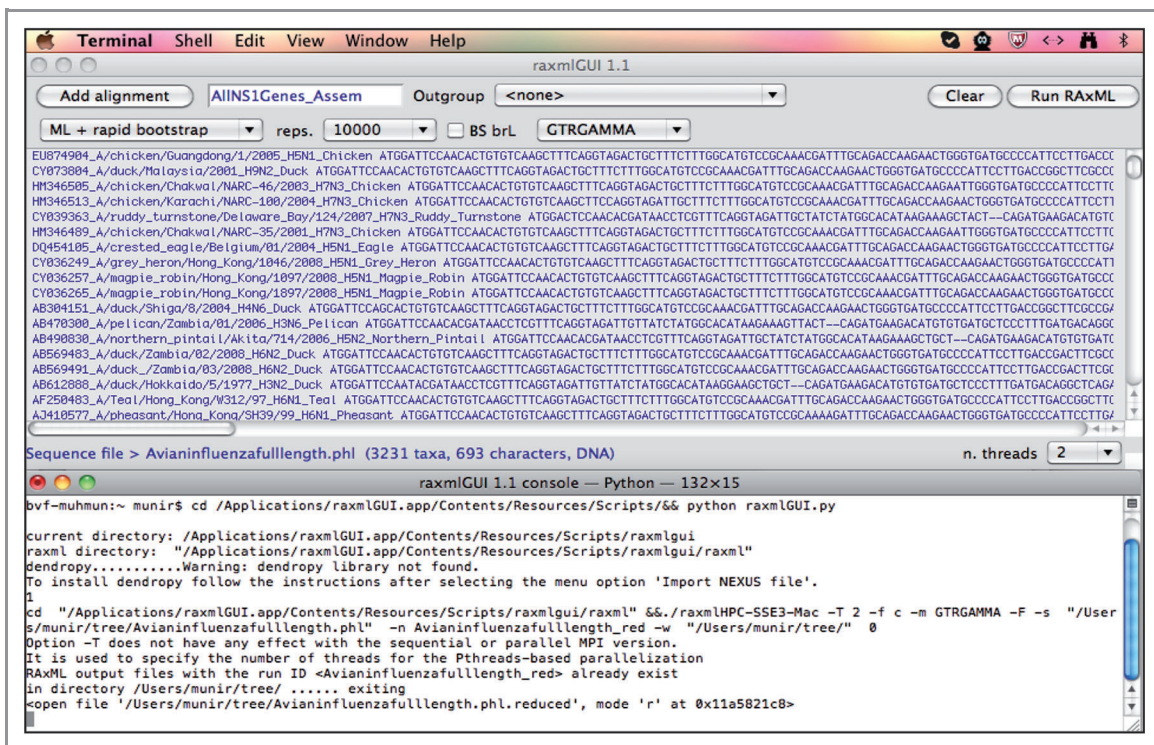 Terminal Shell Edit View Window Help
raxmlGUI 1.1
Add alignment AllNS1Genes_Assem Outgroup <none> Clear Run RAxML
ML + rapid bootstrap reps. 10000 BS brL GTRGAMMA
EU874904_A/chicken/Guangdong/1/2005_H5N1_Chicken ATGGATTCCAACACTGTGTCAAGCTTTCAGGTAGACTGCTTTCTTTGGCATGTCCGCAAACGATTTGCAGACCAAGAACTGGGTGATGCCCCATTCCTTGACCC
CY073804_A/duck/Malaysia/2001_H9N2_Duck ATGGATTCCAACACTGTGTCAAGCTTTCAGGTAGACTGCTTTCTTTGGCATGTCCGCAAACGATTTGCAGACCAAGAACTGGGTGATGCCCCATTCCTTGACCGGCTTCGCCC
HM346505_A/chicken/Chakwal/NARC-46/2003_H7N3_Chicken ATGGATTCCAACACTGTGTCAAGCTTTCAGGTAGACTGCTTTCTTTGGCATGTCCGCAAACGATTTGCAGACCAAGAATTGGGTGATGCCCCATTCCTTC
HM346513_A/chicken/Karachi/NARC-100/2004_H7N3_Chicken ATGGATTCCAACACTGTGTCAAGCTTTCAGGTAGATTGCTTTCTTTGGCATGTCCGCAAACGATTTGCAGACCAAGAACTGGGTGATGCCCCATTCCTT
CY039363_A/ruddy_turnstone/Delaware_Bay/124/2007_H7N3_Ruddy_Turnstone ATGGACTCCAACACGATAACCTCGTTTCAGGTAGATTGCTATCTATGGCACATAAGAAAGCTACT--CAGATGAAGACATGTC
HM346489_A/chicken/Chakwal/NARC-35/2001_H7N3_Chicken ATGGATTCCAACACTGTGTCAAGCTTTCAGGTAGACTGCTTTCTTTGGCATGTCCGCAAACGATTTGCAGACCAAGAACTGGGTGATGCCCCATTCCTTC
DQ454105_A/crested_eagle/Belgium/01/2004_H5N1_Eagle ATGGATTCCAACACTGTGTCAAGCTTCCAGGTAGACTGCTTTCTTTGGCATGTCCGCAAACGATTTGCAGACCAAGAACTGGGTGATGCCCCATTCCTTGA
CY036249_A/grey_heron/Hong_Kong/1046/2008_H5N1_Grey_Heron ATGGATTCCAACACTGTGTCAAGCTTTCAGGTAGACTGCTTTCTTTGGCATGTCCGCAAACGATTTGCAGACCAAGAACTGGGTGATGCCCCATT
CY036257_A/magpie_robin/Hong_Kong/1097/2008_H5N1_Magpie_Robin ATGGATTCCAACACTGTGTCAAGCTTTCAGGTAGACTGCTTTCTTTGGCATGTCCGCAAACGATTTGCAGACCAAGAACTGGGTGATGCCC
CY036265_A/magpie_robin/Hong_Kong/1897/2008_H5N1_Magpie_Robin ATGGATTCCAACACTGTGTCAAGCTTTCAGGTAGACTGCTTTCTTTGGCATGTCCGCAAACGATTTGCAGACCAAGAACTGGGTGATGCCC
AB304151_A/duck/Shiga/8/2004_H4N6_Duck ATGGATTCCAGCACTGTGTCAAGCTTTCAGGTAGACTGCTTTCTTTGGCATGTCCGCAAACGATTTGCAGACCAAGAACTGGGTGATGCCCCATTCCTTGACCGGCTTCGCCGA
AB470300_A/pelican/Zambia/01/2006_H3N6_Pelican ATGGATTCCAACACGATAACCTCGTTTCAGGTAGATTGTTATCTATGGCACATAAGAAAGTTACT--CAGATGAAGACATGTGTGATGCTCCCTTTGATGACAGGC
AB490830_A/northern_pintail/Akita/714/2006_H5N2_Northern_Pintail ATGGATTCCAACACGATAACCTCGTTTCAGGTAGATTGCTATCTATGGCACATAAGAAAGCTGCT--CAGATGAAGACATGTGTGATC
AB569483_A/duck/Zambia/02/2008_H6N2_Duck ATGGATTCCAACACTGTGTCAAGCTTTCAGGTAGACTGCTTTCTTTGGCATGTCCGCAAACGATTTGCAGACCAAGAACTGGGTGATGCCCCATTCCTTGACCGACTTCGCC
AB569491_A/duck_/Zambia/03/2008_H6N2_Duck ATGGATTCCAACACTGTGTCAAGCTTTCAGGTAGACTGCTTTCTTTGGCATGTCCGCAAACGATTTGCAGACCAAGAACTGGGTGATGCCCCATTCCTTGACCGACTTCGC
AB612888_A/duck/Hokkaido/5/1977_H3N2_Duck ATGGATTCCAATACGATAACCTCGTTTCAGGTAGATTGTTATCTATGGCACATAAGGAAGCTGCT--CAGATGAAGACATGTGTGATGCTCCCTTTGATGACAGGCTCAGA
AF250483_A/Teal/Hong_Kong/W312/97_H6N1_Teal ATGGATTCCAACACTGTGTCAAGCTTTCAGGTAGACTGCTTTCTTTGGCATGTCCGCAAACGATTTGCAGACCAAGAACTGGGTGATGCCCCATTCCTTGACCGGCTTC
AJ410577_A/pheasant/Hong_Kong/SH39/99_H6N1_Pheasant ATGGATTCCAACACTGTGTCAAGCTTTCAGGTAGACTGCTTTCTTTGGCATGTCCGCAAAAGATTTGCAGACCAAGAACTGGGTGATGCCCCATTCCTTGA
Sequence file > Avianinfluenzafulllength.phl (3231 taxa, 693 characters, DNA) n. threads 2
raxmlGUI 1.1 console — Python — 132×15
bvf-muhmun:~ munir$ cd /Applications/raxmlGUI.app/Contents/Resources/Scripts/&& python raxmlGUI.py
current directory: /Applications/raxmlGUI.app/Contents/Resources/Scripts/raxmlgui
raxml directory: "/Applications/raxmlGUI.app/Contents/Resources/Scripts/raxmlgui/raxml"
dendropy...........Warning: dendropy library not found.
To install dendropy follow the instructions after selecting the menu option 'Import NEXUS file'.
1
cd "/Applications/raxmlGUI.app/Contents/Resources/Scripts/raxmlgui/raxml" &&./raxmlHPC-SSE3-Mac -T 2 -f c -m GTRGAMMA -F -s "/User
s/munir/tree/Avianinfluenzafulllength.phl" -n Avianinfluenzafulllength_red -w "/Users/munir/tree/" 0
Option -T does not have any effect with the sequential or parallel MPI version.
It is used to specify the number of threads for the Pthreads-based parallelization
RAxML output files with the run ID <Avianinfluenzafulllength_red> already exist
in directory /Users/munir/tree/ ...... exiting
<open file '/Users/munir/tree/Avianinfluenzafulllength.phl.reduced', mode 'r' at 0x11a5821c8>